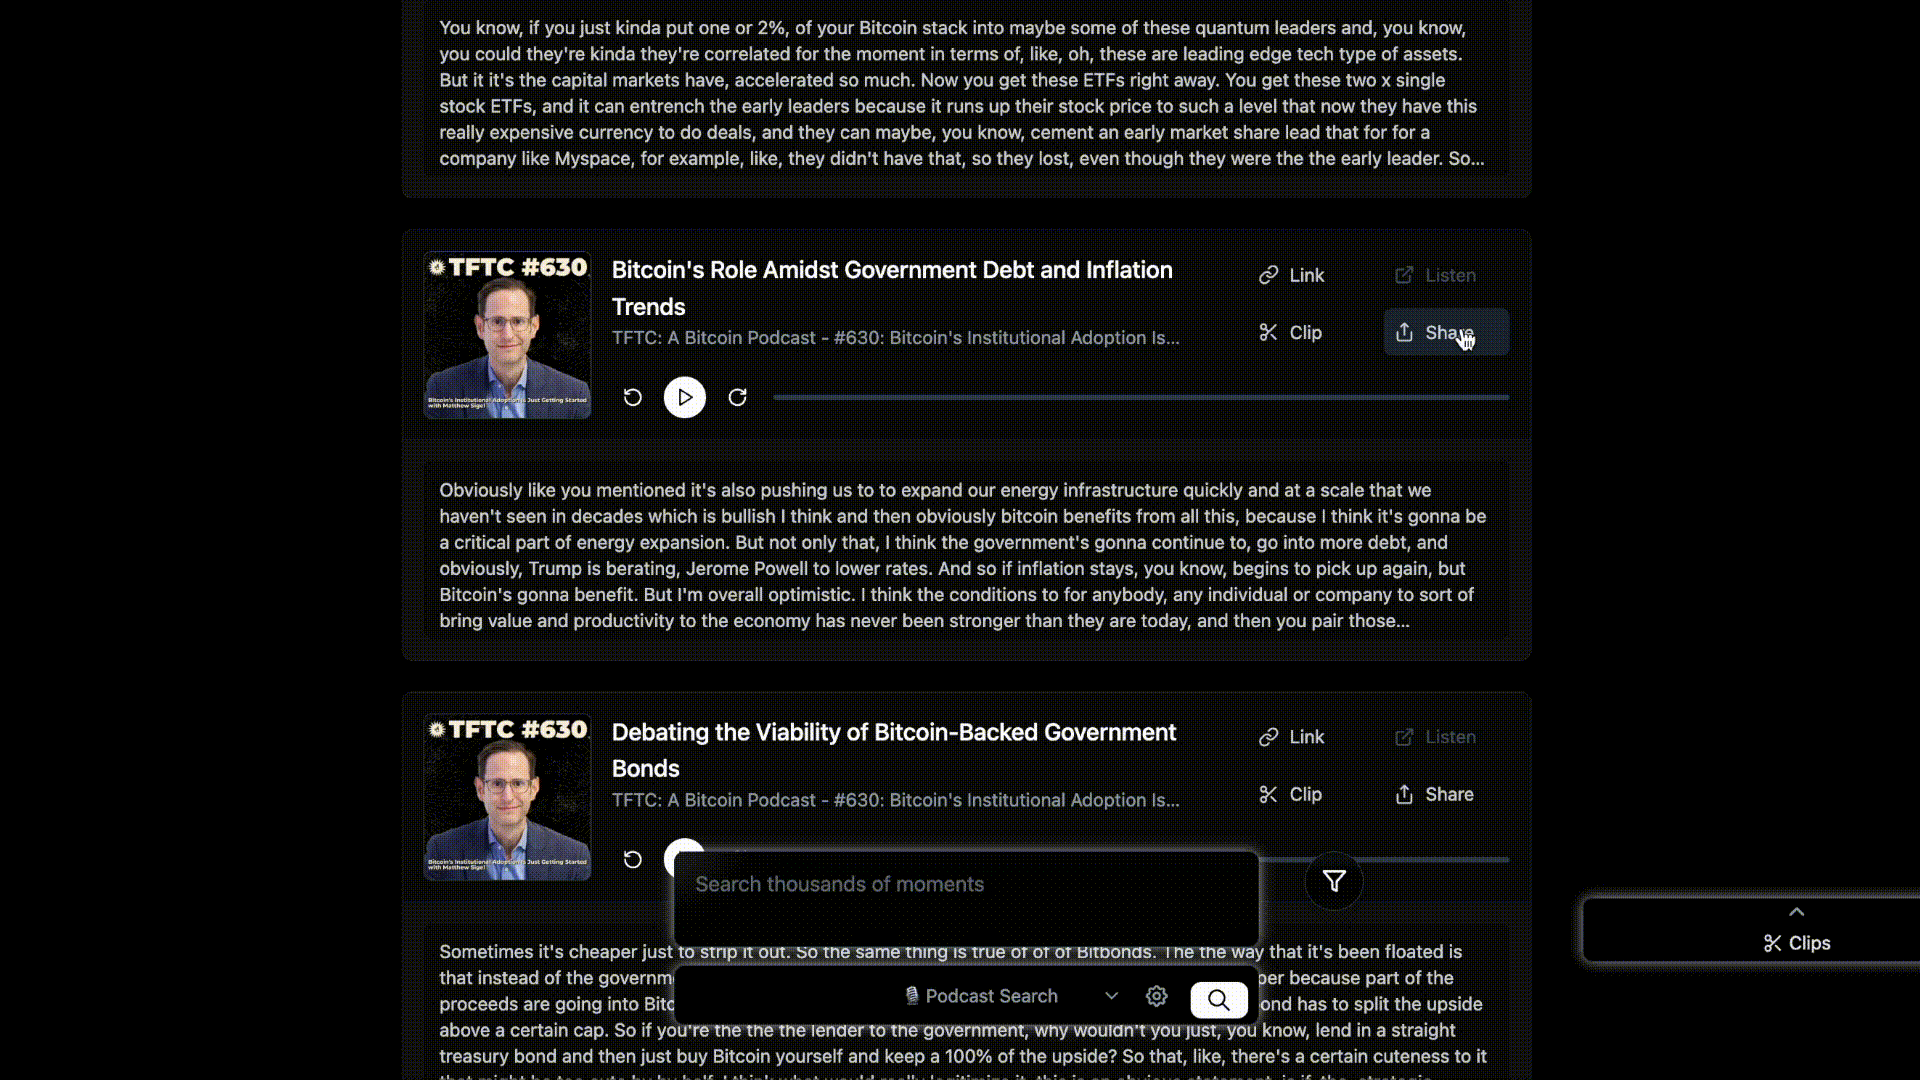 You know, if you just kinda put one or 2%, of your Bitcoin stack into maybe some of these quantum leaders and, you know,
you could they're kinda they're correlated for the moment in terms of, like, oh, these are leading edge tech type of assets.
But it it's the capital markets have, accelerated so much. Now you get these ETFs right away. You get these two x single
stock ETFs, and it can entrench the early leaders because it runs up their stock price to such a level that now they have this
really expensive currency to do deals, and they can maybe, you know, cement an early market share lead that for for a
company like Myspace, for example, like, they didn't have that, so they lost, even though they were the the early leader. So...
TFTC #630
Bitcoin's Institutional Adoption Is Just Getting Started
with Matthew Sigel
Bitcoin's Role Amidst Government Debt and Inflation
Trends
TFTC: A Bitcoin Podcast - #630: Bitcoin's Institutional Adoption Is...
Link
Listen
Clip
Share
Obviously like you mentioned it's also pushing us to to expand our energy infrastructure quickly and at a scale that we
haven't seen in decades which is bullish I think and then obviously bitcoin benefits from all this, because I think it's gonna be
a critical part of energy expansion. But not only that, I think the government's gonna continue to, go into more debt, and
obviously, Trump is berating, Jerome Powell to lower rates. And so if inflation stays, you know, begins to pick up again, but
Bitcoin's gonna benefit. But I'm overall optimistic. I think the conditions to for anybody, any individual or company to sort of
bring value and productivity to the economy has never been stronger than they are today, and then you pair those...
TFTC #630
Bitcoin's Institutional Adoption Is Just Getting Started
with Matthew Sigel
Debating the Viability of Bitcoin-Backed Government
Bonds
TFTC: A Bitcoin Podcast - #630: Bitcoin's Institutional Adoption Is...
Link
Listen
Clip
Share
Search thousands of moments
Clips
Sometimes it's cheaper just to strip it out. So the same thing is true of of of Bitbonds. The the way that it's been floated is
that instead of the because part of the
proceeds are going into has to split the upside
Podcast Search
above a certain cap. So if you're the the the lender to the government, why wouldn't you just, you know, lend in a straight
treasury bond and then just buy Bitcoin yourself and keep a 100% of the upside? So that, like, there's a certain cuteness to it